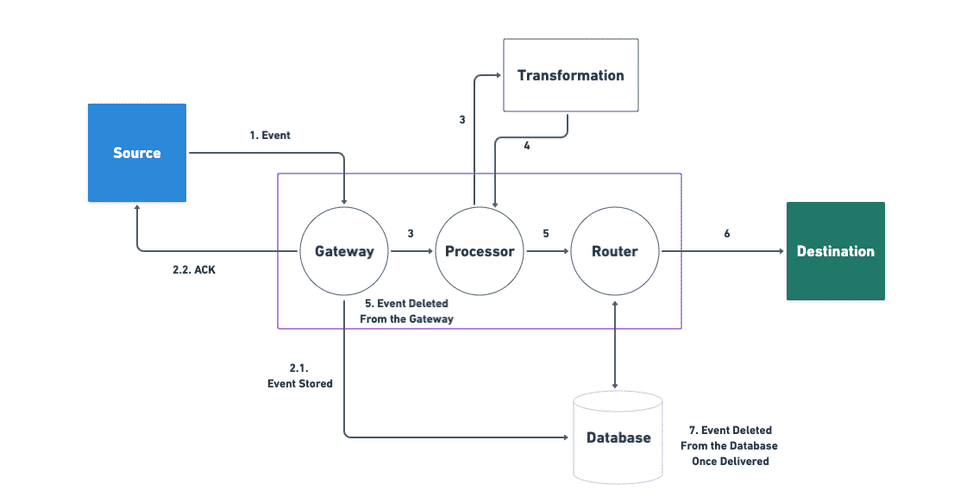 Transformation
3
4
1. Event
Source
Gateway
3
Processor
5
Router
6
Destination
2.2. ACK
5. Event Deleted
From the Gateway
2.1.
Event Stored
Database
7. Event Deleted
From the Database
Once Delivered